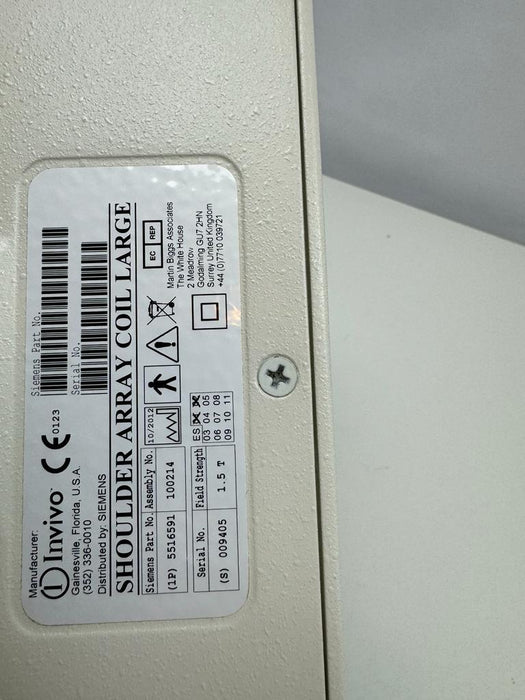 Manufacturer:
Invivo
CE 0123
Siemens Part No.
Serial No.
Gainesville, Florida, U.S.A.
(352) 336-0010
Distributed by: SIEMENS
SHOULDER ARRAY COIL LARGE
Siemens Part No. Assembly No. 10/2012
(1P) 5516591 100214
EC REP
Martin Biggs Associates
The White House
2 Meadrow
Godalming GU7 2HN
Surrey United Kingdom
+44 (0)7710 039721
Serial No. Field Strength
(S) 009405 1.5 T
ES
03 04 05
06 07 08
09 10 11